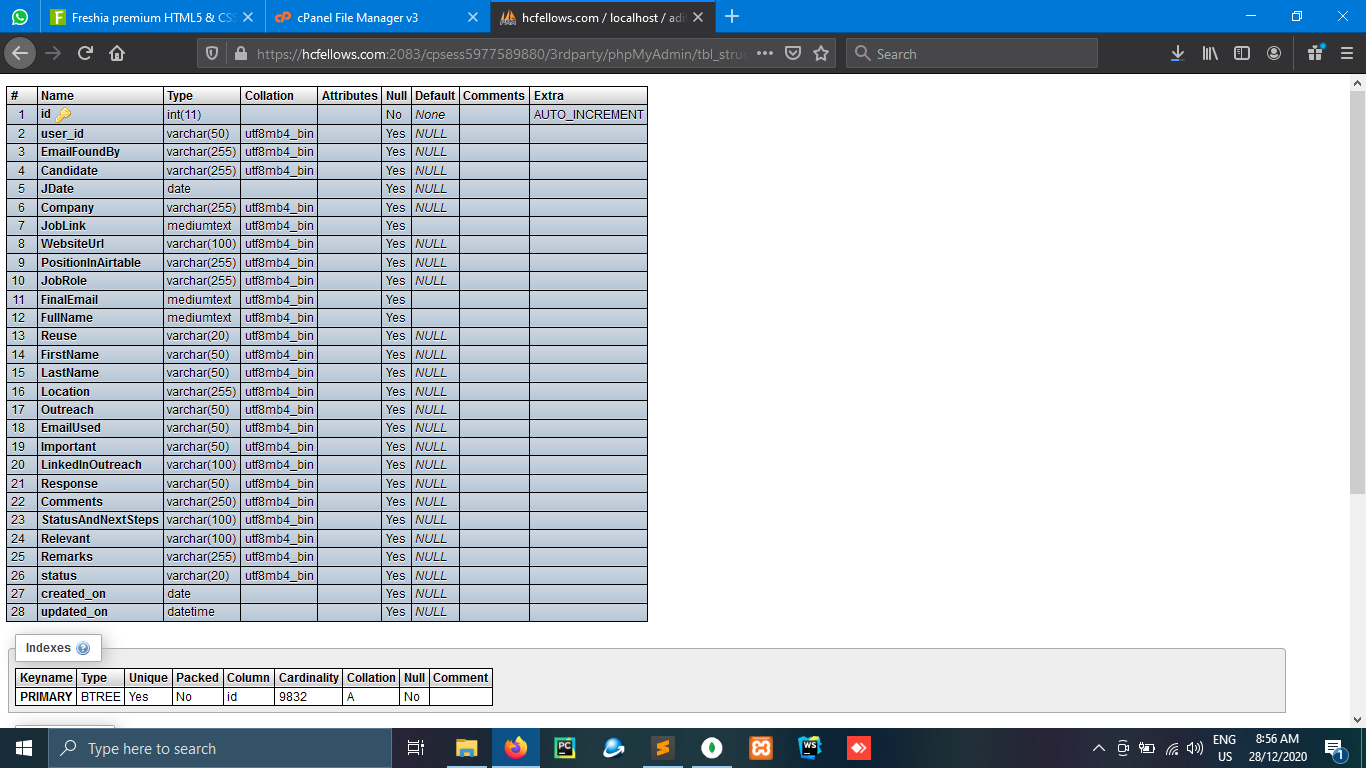 Freshia premium HTML5 & CS
cPanel File Manager v3
hcfellows.com / localhost / adi
https://hcfellows.com:2083/cpsess5977589880/3rdparty/phpMyAdmin/tbl_struc
Search
# Name Type Collation Attributes Null Default Comments Extra
1 id int(11) No None AUTO_INCREMENT
2 user_id varchar(50) utf8mb4_bin Yes NULL
3 EmailFoundBy varchar(255) utf8mb4_bin Yes NULL
4 Candidate varchar(255) utf8mb4_bin Yes NULL
5 JDate date Yes NULL
6 Company varchar(255) utf8mb4_bin Yes NULL
7 JobLink mediumtext utf8mb4_bin Yes
8 WebsiteUrl varchar(100) utf8mb4_bin Yes NULL
9 PositionInAirtable varchar(255) utf8mb4_bin Yes NULL
10 JobRole varchar(255) utf8mb4_bin Yes NULL
11 FinalEmail mediumtext utf8mb4_bin Yes
12 FullName mediumtext utf8mb4_bin Yes
13 Reuse varchar(20) utf8mb4_bin Yes NULL
14 FirstName varchar(50) utf8mb4_bin Yes NULL
15 LastName varchar(50) utf8mb4_bin Yes NULL
16 Location varchar(255) utf8mb4_bin Yes NULL
17 Outreach varchar(50) utf8mb4_bin Yes NULL
18 EmailUsed varchar(50) utf8mb4_bin Yes NULL
19 Important varchar(50) utf8mb4_bin Yes NULL
20 LinkedInOutreach varchar(100) utf8mb4_bin Yes NULL
21 Response varchar(50) utf8mb4_bin Yes NULL
22 Comments varchar(250) utf8mb4_bin Yes NULL
23 StatusAndNextSteps varchar(100) utf8mb4_bin Yes NULL
24 Relevant varchar(100) utf8mb4_bin Yes NULL
25 Remarks varchar(255) utf8mb4_bin Yes NULL
26 status varchar(20) utf8mb4_bin Yes NULL
27 created_on date Yes NULL
28 updated_on datetime Yes NULL
Indexes
Keyname Type Unique Packed Column Cardinality Collation Null Comment
PRIMARY BTREE Yes No id 9832 A No
Type here to search
PC
WS
ENG
US
8:56 AM
28/12/2020
1